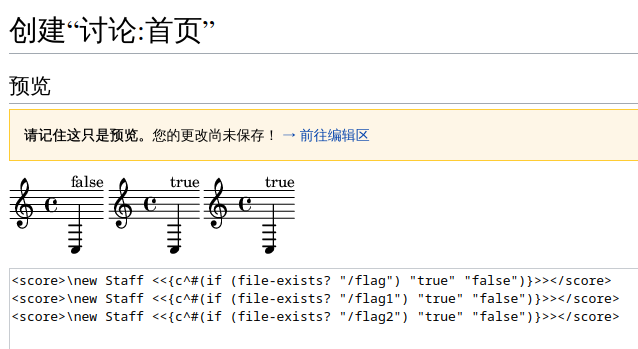 创建“讨论:首页”
预览
请记住这只是预览。您的更改尚未保存！ → 前往编辑区
false true true
<score>\new Staff <<{c^#(if (file-exists? "/flag") "true" "false")}>></score>
<score>\new Staff <<{c^#(if (file-exists? "/flag1") "true" "false")}>></score>
<score>\new Staff <<{c^#(if (file-exists? "/flag2") "true" "false")}>></score>